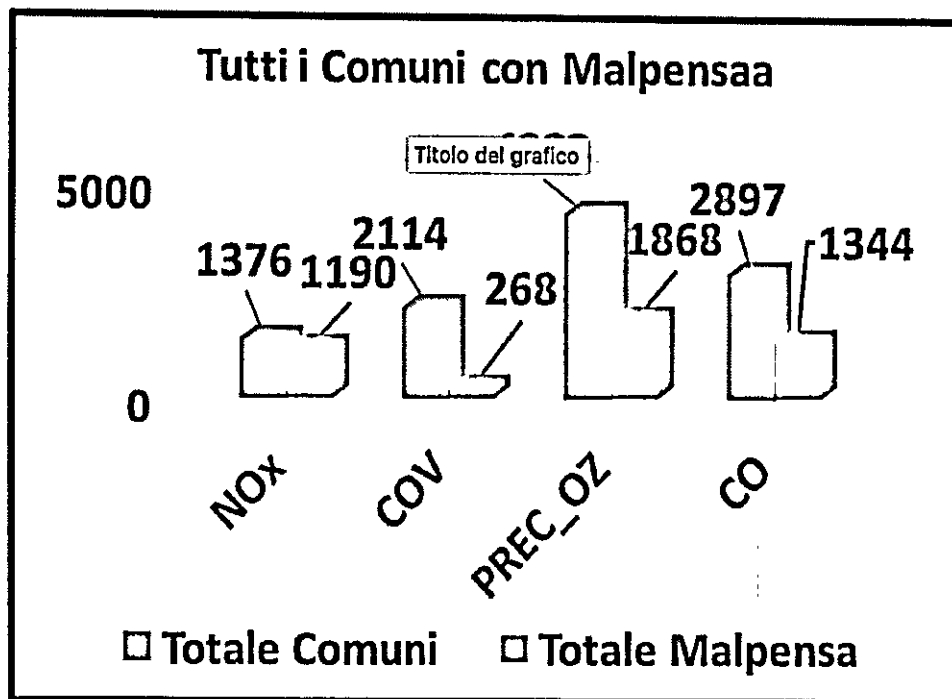 Tutti i Comuni con Malpensaa
Titolo del grafico
5000
2897
2114
1868
1344
1376
1190
268
0
NOx
COV
PREC_OZ
CO
Totale Comuni
Totale Malpensa